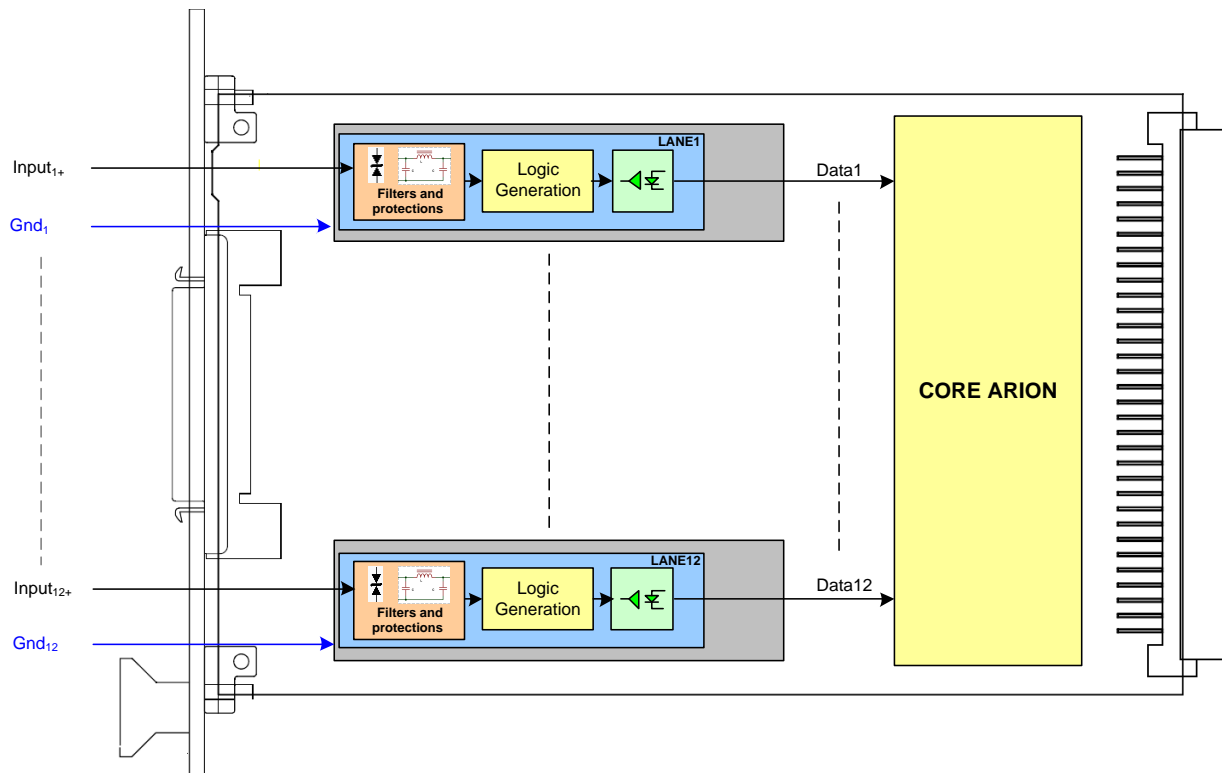 LANE1
Input1+
Filters and
protections
Logic
Generation
Data1
Gnd1
CORE ARION
LANE12
Input12+
Filters and
protections
Logic
Generation
Data12
Gnd12